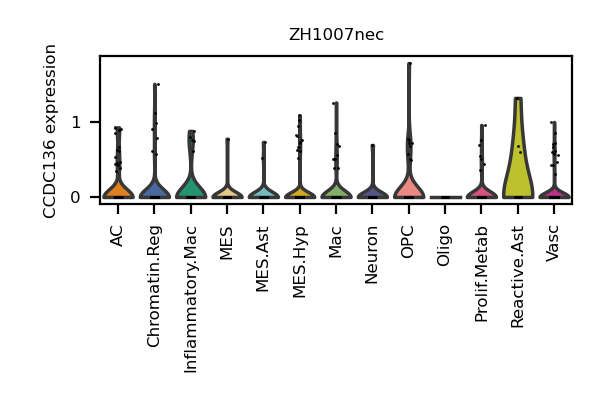 ZH1007nec
CCDC136 expression
1
0
AC
Chromatin.Reg
Inflammatory.Mac
MES
MES.Ast
MES.Hyp
Mac
Neuron
OPC
Oligo
Prolif.Metab
Reactive.Ast
Vasc